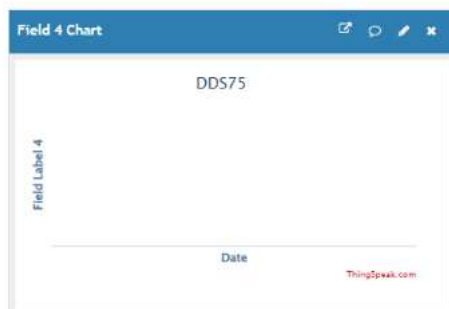 Field 4 Chart
DDS75
Field Label 4
Date
ThingSpeak.com